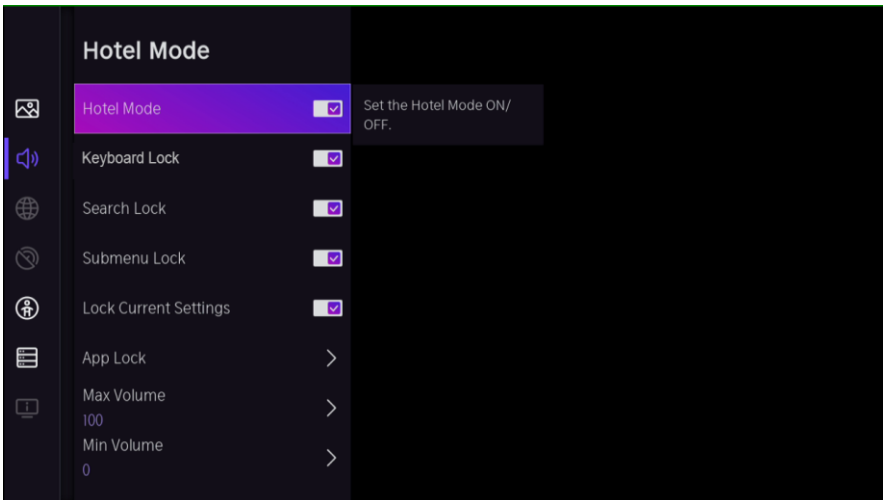 Hotel Mode
Hotel Mode
Set the Hotel Mode ON/
OFF.
Keyboard Lock
Search Lock
Submenu Lock
Lock Current Settings
App Lock
Max Volume
100
Min Volume
0